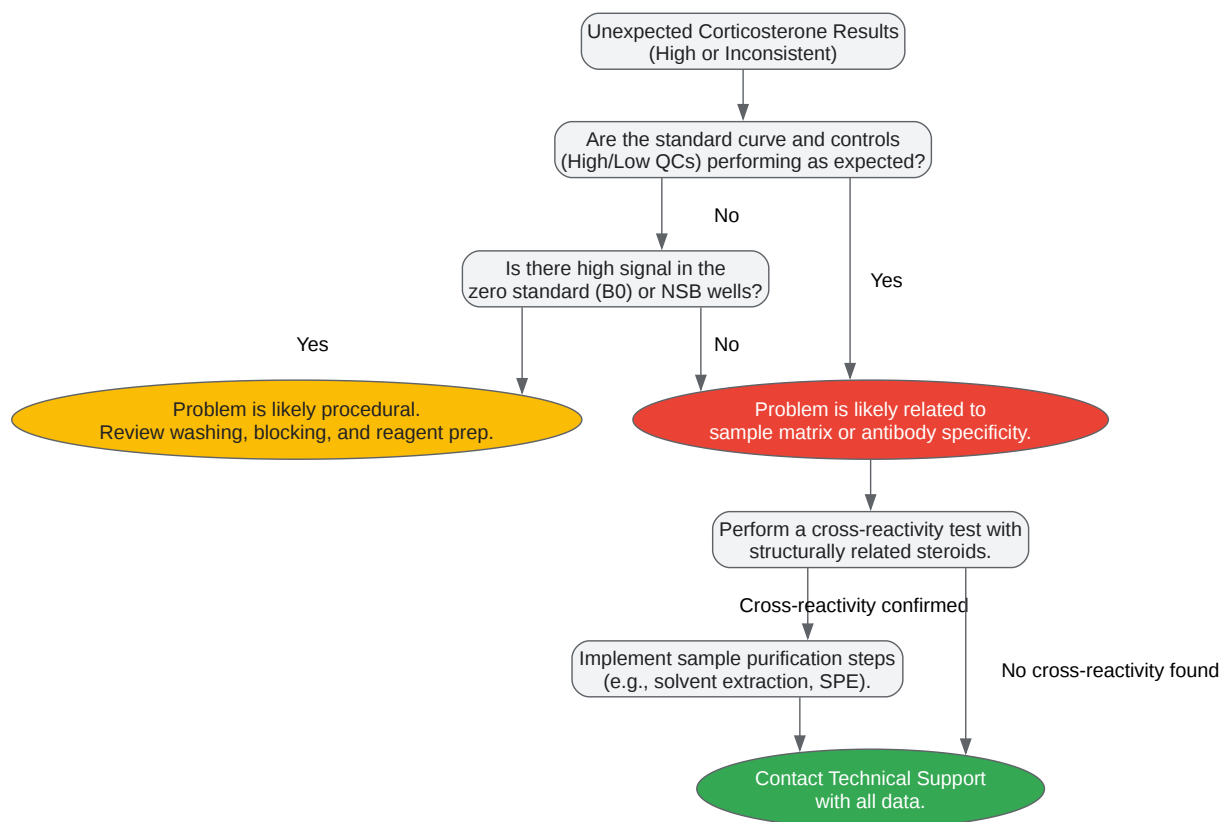 Unexpected Corticosterone Results
(High or Inconsistent)
Are the standard curve and controls
(High/Low QCs) performing as expected?
No
Is there high signal in the
zero standard (B0) or NSB wells?
Yes
Yes
No
Problem is likely procedural.
Review washing, blocking, and reagent prep.
Problem is likely related to
sample matrix or antibody specificity.
Perform a cross-reactivity test with
structurally related steroids.
Cross-reactivity confirmed
Implement sample purification steps
(e.g., solvent extraction, SPE).
No cross-reactivity found
Contact Technical Support
with all data.